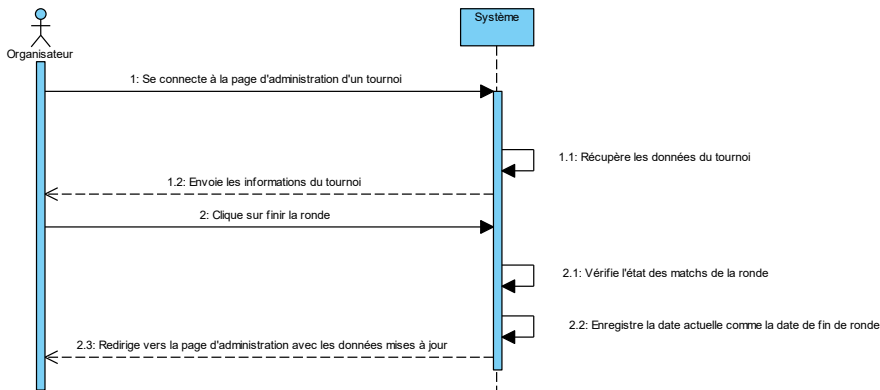 Système
Organisateur
1: Se connecte à la page d'administration d'un tournoi
1.1: Récupère les données du tournoi
1.2: Envoie les informations du tournoi
2: Clique sur finir la ronde
2.1: Vérifie l'état des matchs de la ronde
2.2: Enregistre la date actuelle comme la date de fin de ronde
2.3: Redirige vers la page d'administration avec les données mises à jour